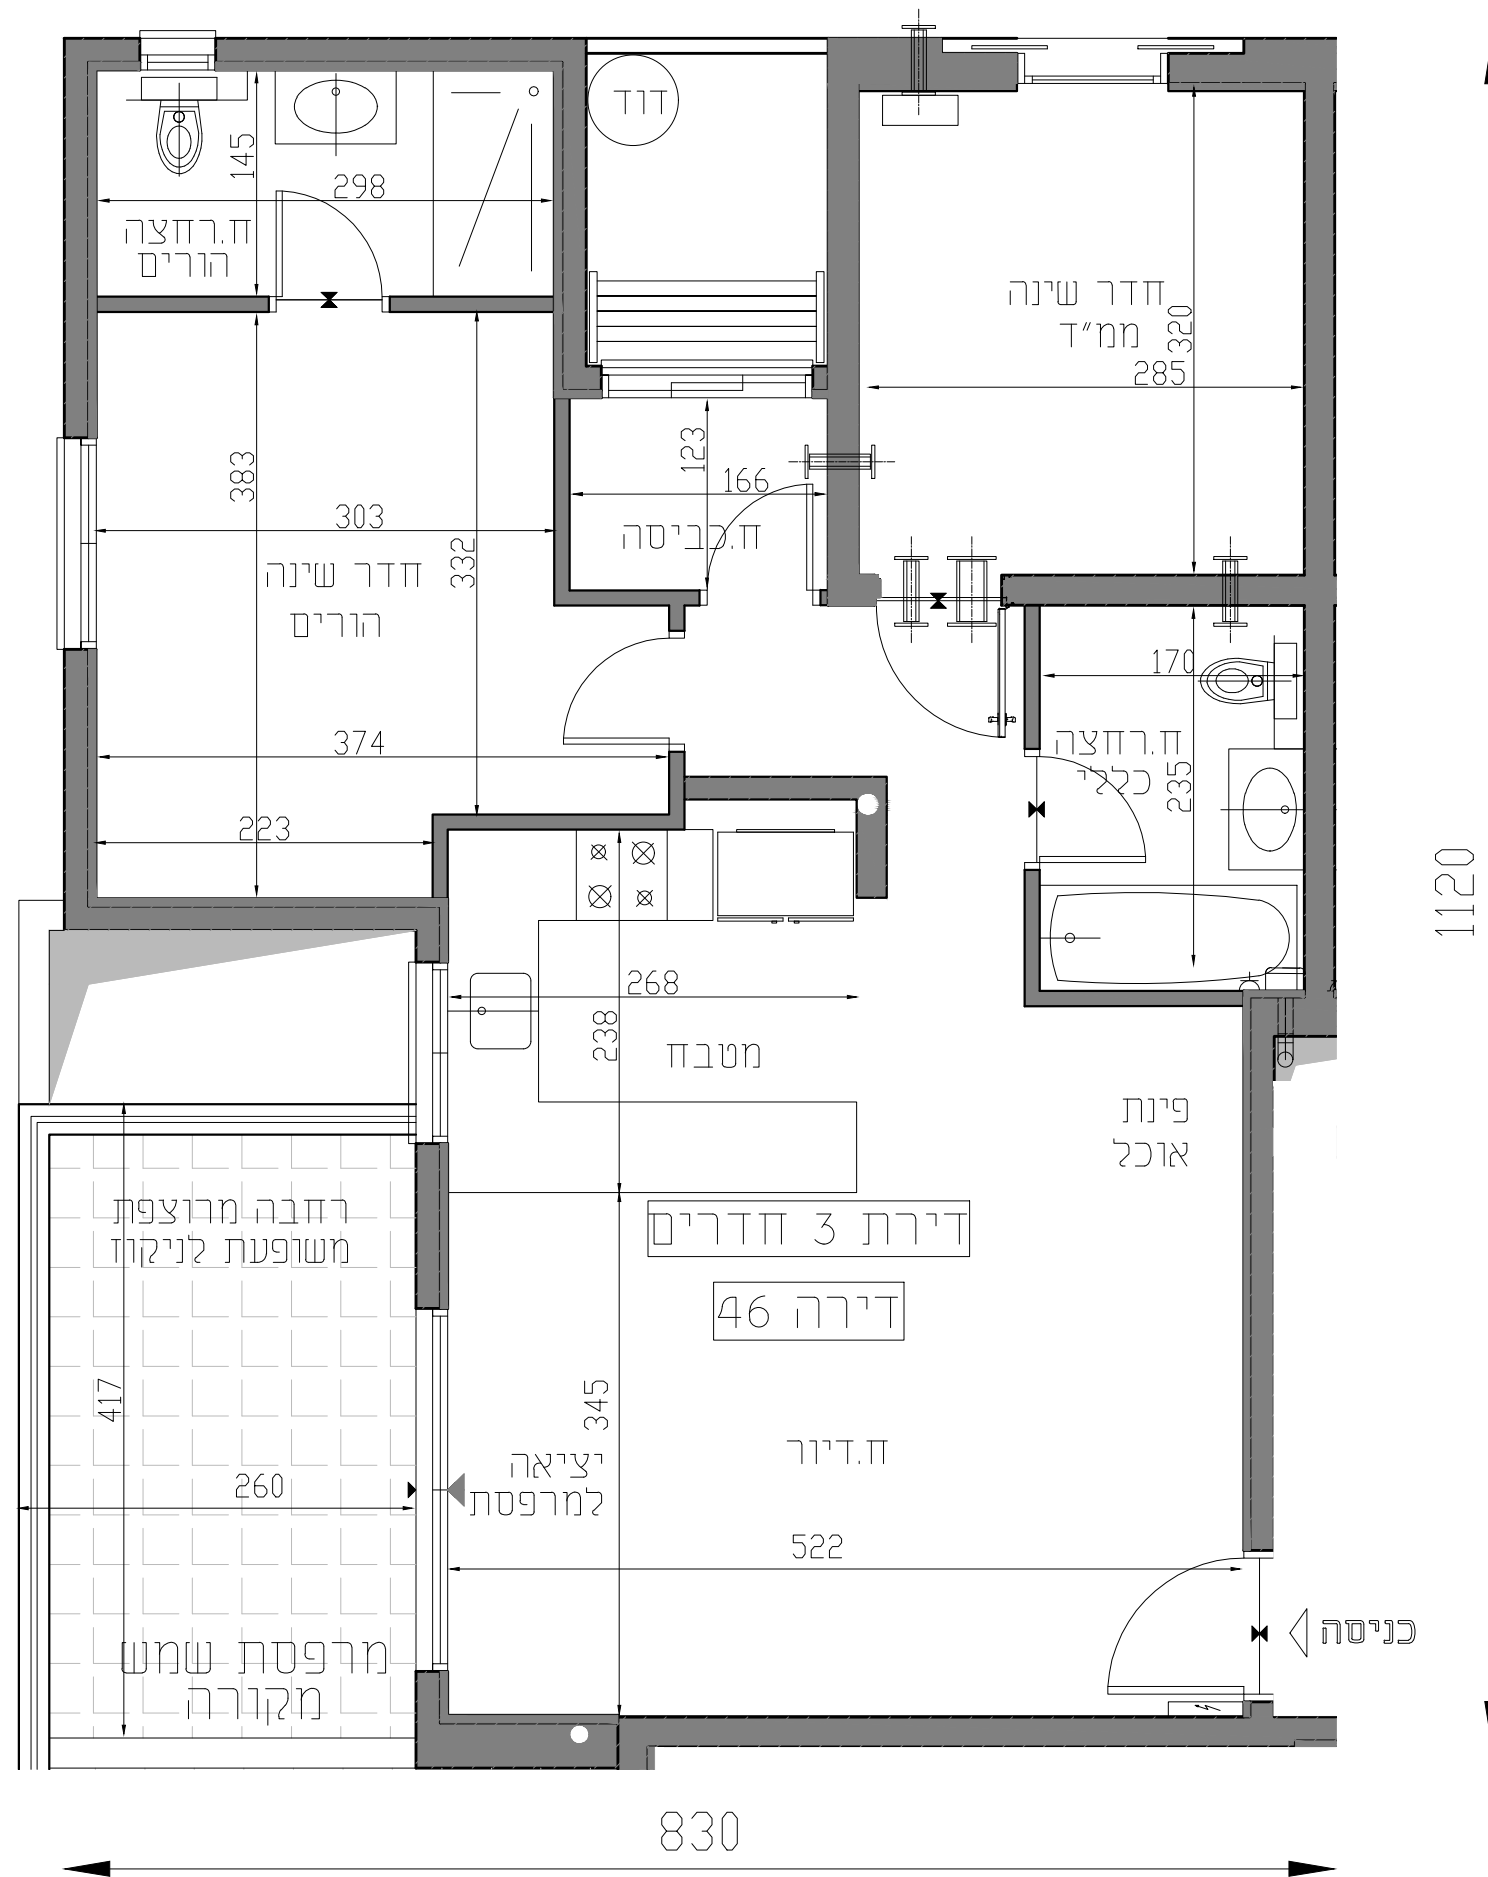 דוד
145
298
ח.רחצה
הורים
חדר שינה
ממ"ד
320
285
123
166
ח.כביסה
383
303
332
חדר שינה
הורים
374
223
170
ח.רחצה
כללי
235
1120
268
238
מטבח
פינת
אוכל
רחבה מרוצפת
משופעת לניקוז
דירת 3 חדרים
דירה 46
417
345
260
יציאה
למרפסת
ח.דיור
522
מרפסת שמש
מקורה
כניסה
830